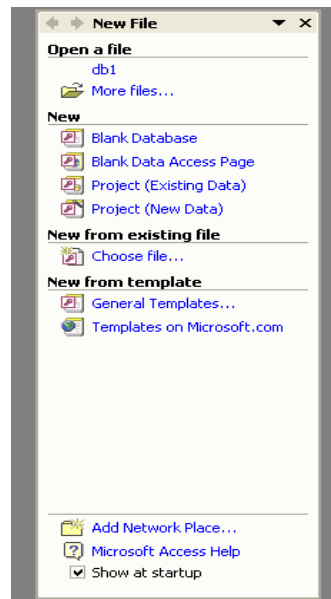 New File
Open a file
db1
More files...
New
Blank Database
Blank Data Access Page
Project (Existing Data)
Project (New Data)
New from existing file
Choose file...
New from template
General Templates...
Templates on Microsoft.com
Add Network Place...
Microsoft Access Help
Show at startup